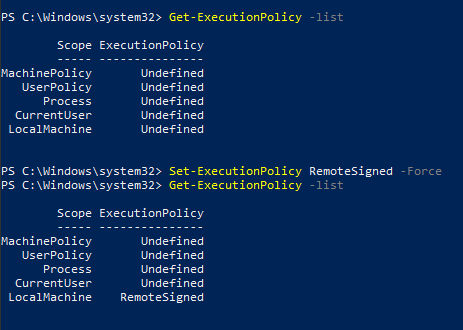 PS C:\Windows\system32> Get-ExecutionPolicy -list
Scope ExecutionPolicy
----- ---------------
MachinePolicy Undefined
UserPolicy Undefined
Process Undefined
CurrentUser Undefined
LocalMachine Undefined
PS C:\Windows\system32> Set-ExecutionPolicy RemoteSigned -Force
PS C:\Windows\system32> Get-ExecutionPolicy -list
Scope ExecutionPolicy
----- ---------------
MachinePolicy Undefined
UserPolicy Undefined
Process Undefined
CurrentUser Undefined
LocalMachine RemoteSigned